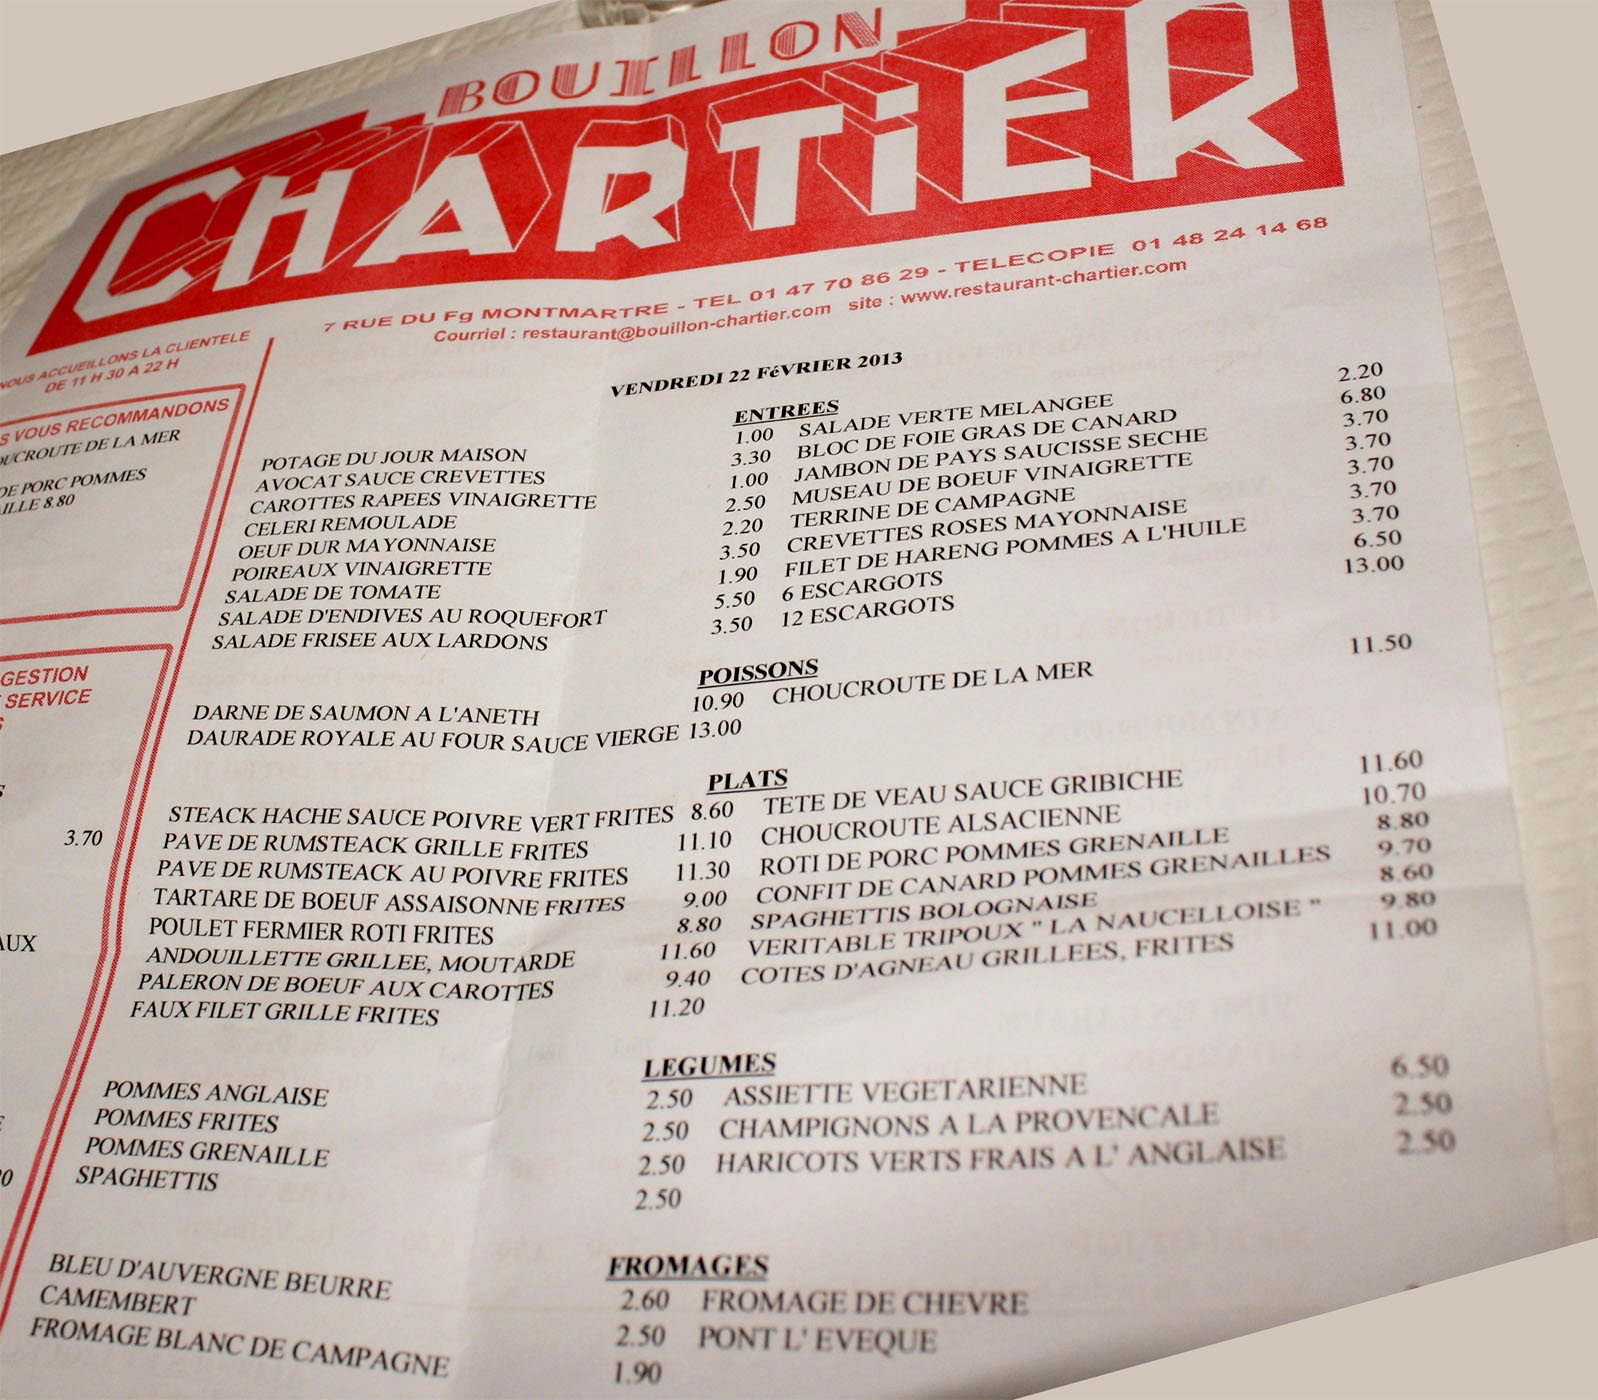 BOUILLON
CHARTiER
7 RUE DU Fg MONTMARTRE - TEL 01 47 70 86 29 - TELECOPIE 01 48 24 14 68
Courriel : restaurant@bouillon-chartier.com site : www.restaurant-chartier.com
NOUS ACCUEILLONS LA CLIENTELE
DE 11 H 30 A 22 H
S VOUS RECOMMANDONS
OUCROUTE DE LA MER
DE PORC POMMES
AILLE 8.80
GESTION
SERVICE
S
3.70
AUX
VENDREDI 22 FéVRIER 2013
ENTREES
POTAGE DU JOUR MAISON 1.00 SALADE VERTE MELANGEE 2.20
AVOCAT SAUCE CREVETTES 3.30 BLOC DE FOIE GRAS DE CANARD 6.80
CAROTTES RAPEES VINAIGRETTE 1.00 JAMBON DE PAYS SAUCISSE SECHE 3.70
CELERI REMOULADE 2.50 MUSEAU DE BOEUF VINAIGRETTE 3.70
OEUF DUR MAYONNAISE 2.20 TERRINE DE CAMPAGNE 3.70
POIREAUX VINAIGRETTE 3.50 CREVETTES ROSES MAYONNAISE 3.70
SALADE DE TOMATE 1.90 FILET DE HARENG POMMES A L'HUILE 3.70
SALADE D'ENDIVES AU ROQUEFORT 5.50 6 ESCARGOTS 6.50
SALADE FRISEE AUX LARDONS 3.50 12 ESCARGOTS 13.00
POISSONS
DARNE DE SAUMON A L'ANETH 10.90 CHOUCROUTE DE LA MER 11.50
DAURADE ROYALE AU FOUR SAUCE VIERGE 13.00
PLATS
STEACK HACHE SAUCE POIVRE VERT FRITES 8.60 TETE DE VEAU SAUCE GRIBICHE 11.60
PAVE DE RUMSTEACK GRILLE FRITES 11.10 CHOUCROUTE ALSACIENNE 10.70
PAVE DE RUMSTEACK AU POIVRE FRITES 11.30 ROTI DE PORC POMMES GRENAILLE 8.80
TARTARE DE BOEUF ASSAISONNE FRITES 9.00 CONFIT DE CANARD POMMES GRENAILLES 9.70
POULET FERMIER ROTI FRITES 8.80 SPAGHETTIS BOLOGNAISE 8.60
ANDOUILLETTE GRILLEE, MOUTARDE 11.60 VERITABLE TRIPOUX " LA NAUCELLOISE " 9.80
PALERON DE BOEUF AUX CAROTTES 9.40 COTES D'AGNEAU GRILLEES, FRITES 11.00
FAUX FILET GRILLE FRITES 11.20
LEGUMES
POMMES ANGLAISE 2.50 ASSIETTE VEGETARIENNE 6.50
POMMES FRITES 2.50 CHAMPIGNONS A LA PROVENCALE 2.50
POMMES GRENAILLE 2.50 HARICOTS VERTS FRAIS A L' ANGLAISE 2.50
SPAGHETTIS 2.50
FROMAGES
BLEU D'AUVERGNE BEURRE 2.60 FROMAGE DE CHEVRE
CAMEMBERT 2.50 PONT L' EVEQUE
FROMAGE BLANC DE CAMPAGNE 1.90